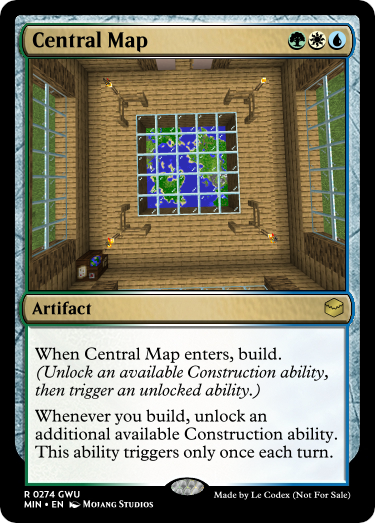 Central Map
Artifact
When Central Map enters, build.
(Unlock an available Construction ability,
then trigger an unlocked ability.)
Whenever you build, unlock an
additional available Construction ability.
This ability triggers only once each turn.
R 0274 GWU
MIN • EN Mojang Studios
Made by Le Codex (Not For Sale)